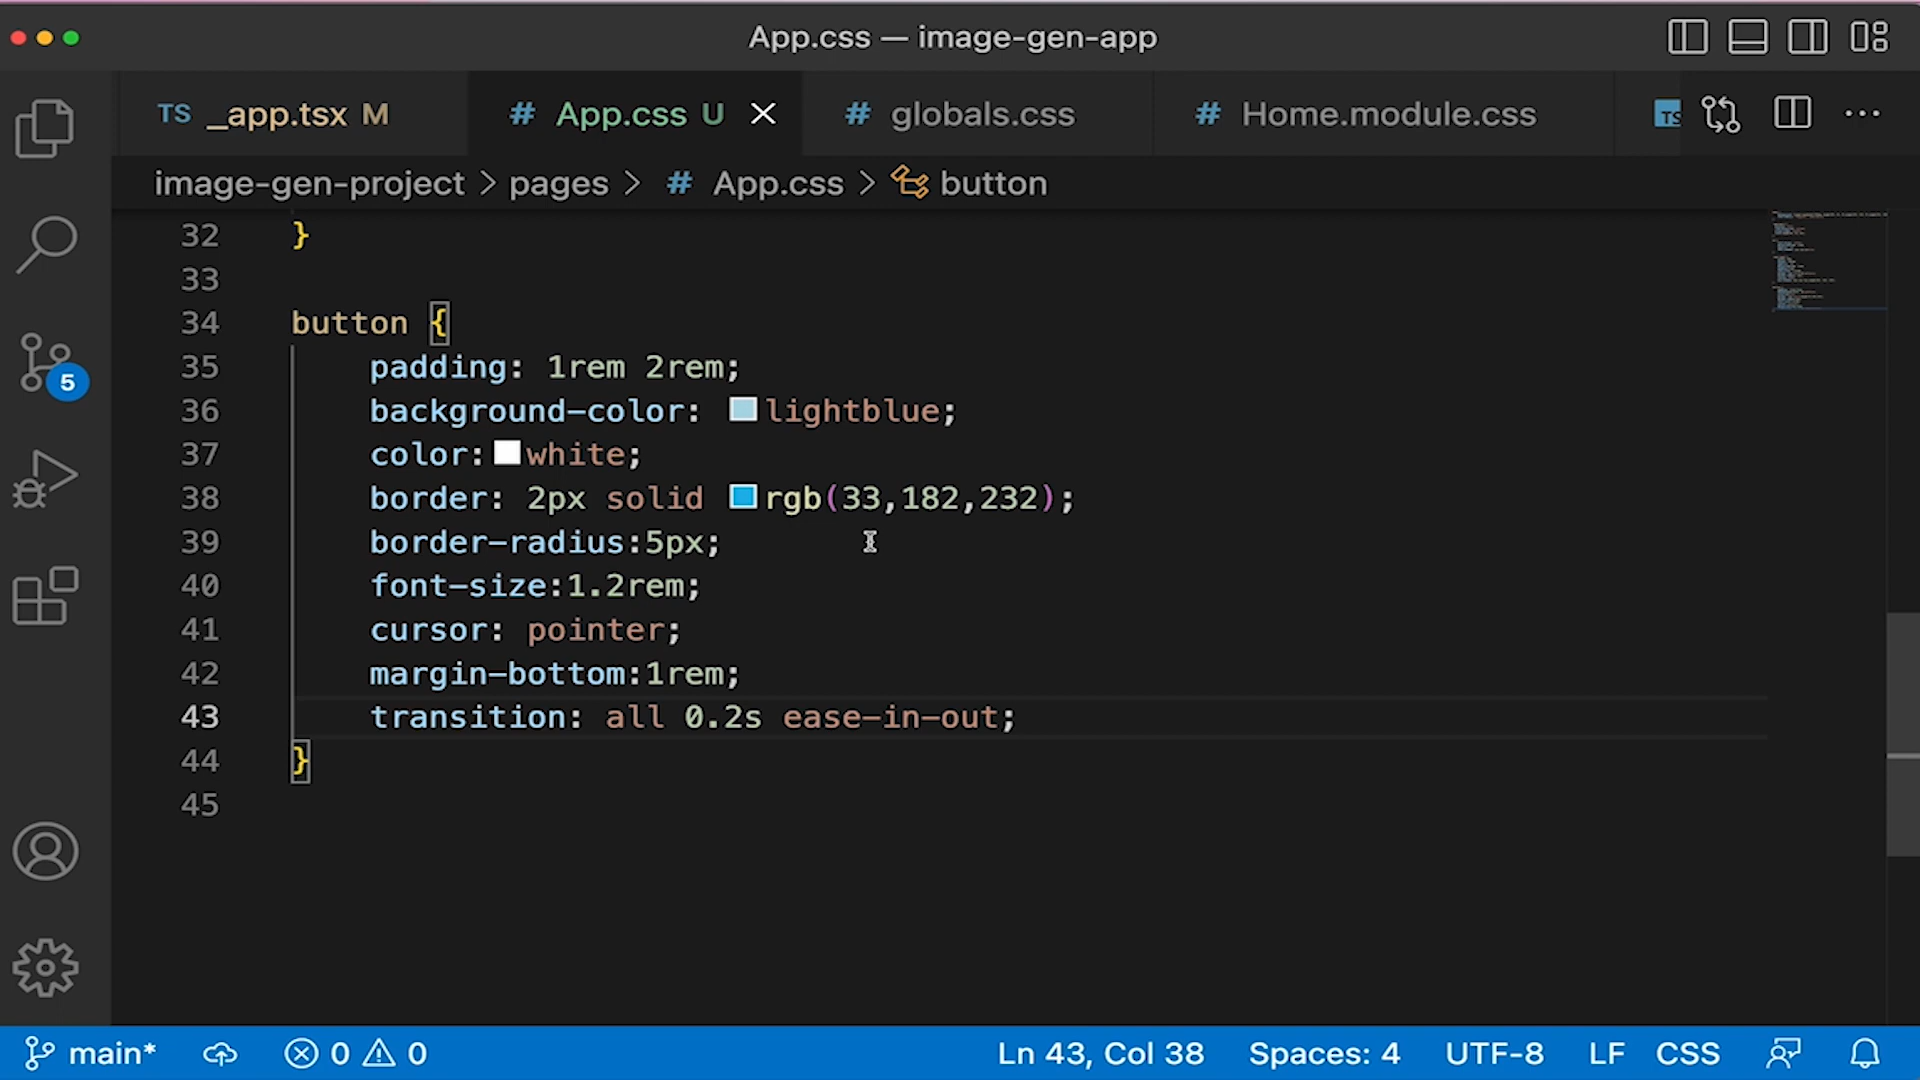 App.css — image-gen-app
TS _app.tsx M # App.css U # globals.css # Home.module.css TS
image-gen-project > pages > # App.css > button
32 }
33
34 button {
35 padding: 1rem 2rem;
36 background-color: lightblue;
37 color: white;
38 border: 2px solid rgb(33,182,232);
39 border-radius:5px;
40 font-size:1.2rem;
41 cursor: pointer;
42 margin-bottom:1rem;
43 transition: all 0.2s ease-in-out;
44 }
45
5
main* 0 0 Ln 43, Col 38 Spaces: 4 UTF-8 LF CSS